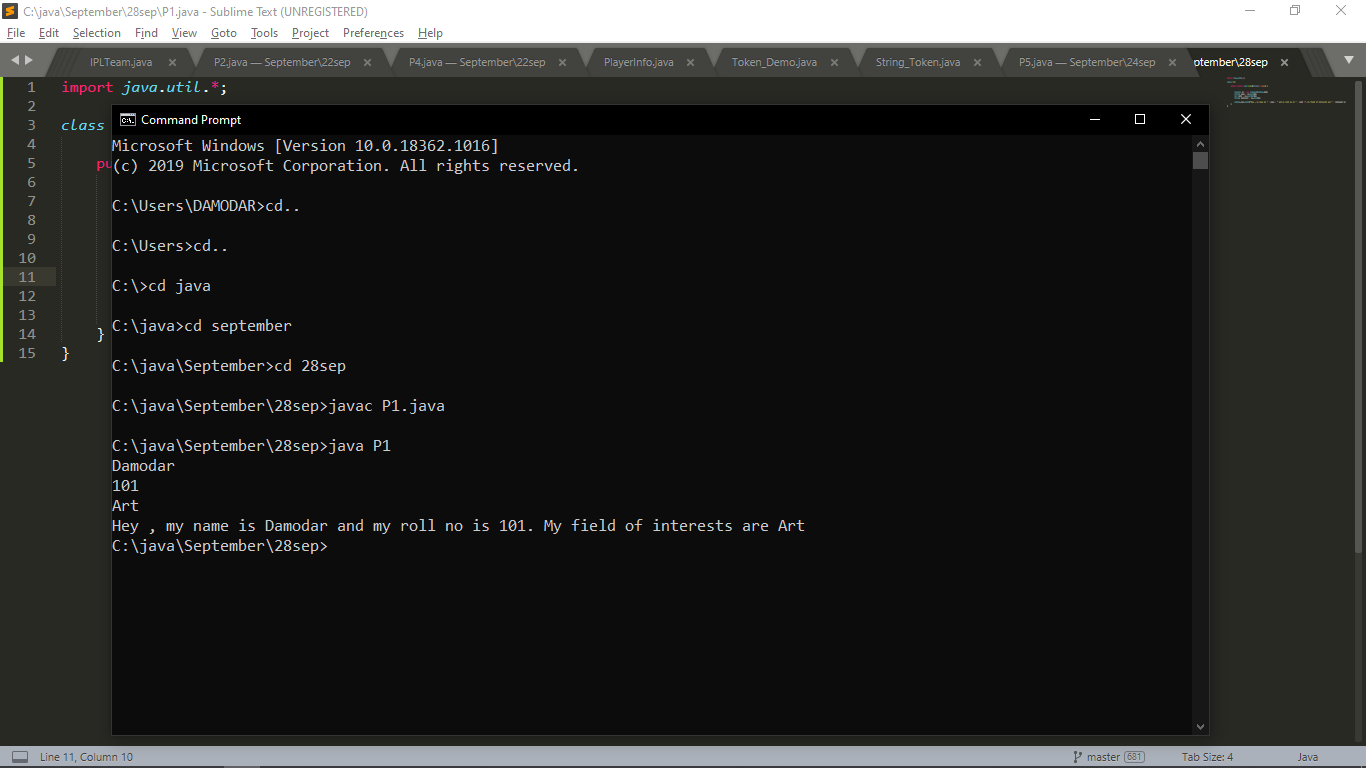 C:\java\September\28sep\P1.java - Sublime Text (UNREGISTERED)
File Edit Selection Find View Goto Tools Project Preferences Help
IPLTeam.java P2.java — September\22sep P4.java — September\22sep PlayerInfo.java Token_Demo.java String_Token.java P5.java — September\24sep ptember\28sep
1 import java.util.*;
2
3 class
4
5 pu
6
7
8
9
10
11
12
13
14 }
15 }
Command Prompt
Microsoft Windows [Version 10.0.18362.1016]
(c) 2019 Microsoft Corporation. All rights reserved.
C:\Users\DAMODAR>cd..
C:\Users>cd..
C:\>cd java
C:\java>cd september
C:\java\September>cd 28sep
C:\java\September\28sep>javac P1.java
C:\java\September\28sep>java P1
Damodar
101
Art
Hey , my name is Damodar and my roll no is 101. My field of interests are Art
C:\java\September\28sep>
Line 11, Column 10 master 681 Tab Size: 4 Java